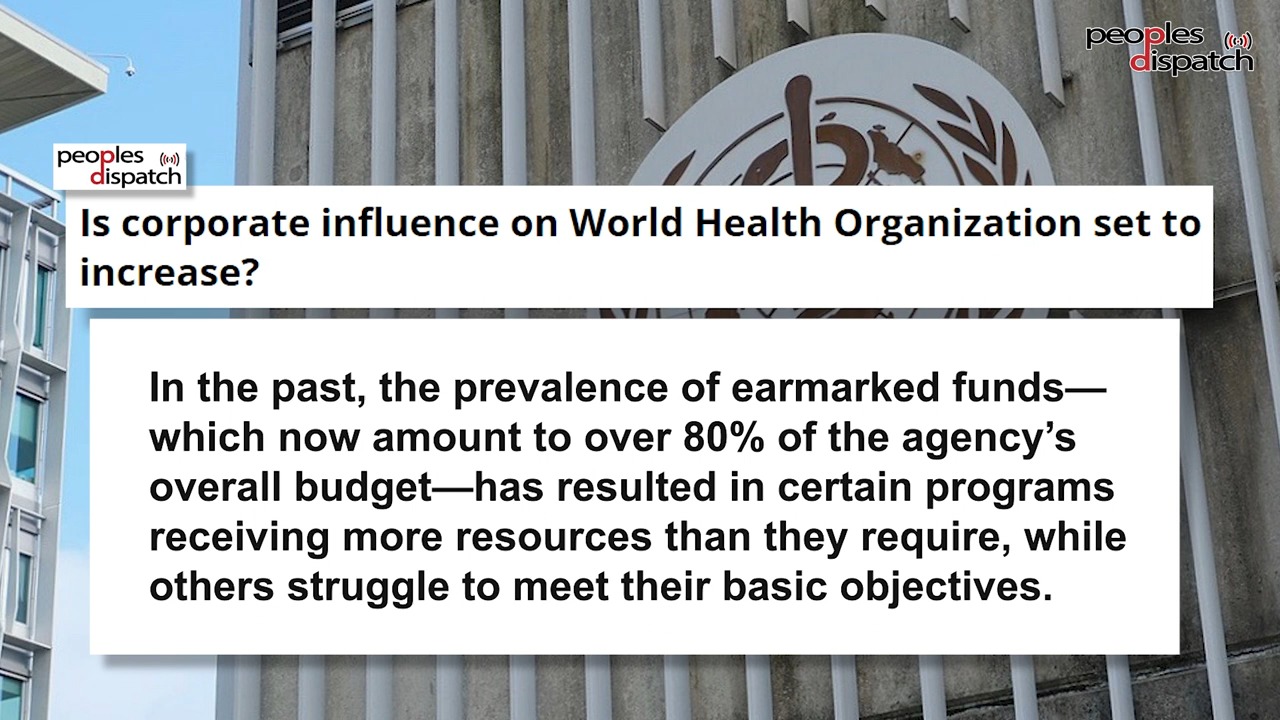 peoples
dispatch
peoples
dispatch
Is corporate influence on World Health Organization set to
increase?
In the past, the prevalence of earmarked funds—
which now amount to over 80% of the agency’s
overall budget—has resulted in certain programs
receiving more resources than they require, while
others struggle to meet their basic objectives.